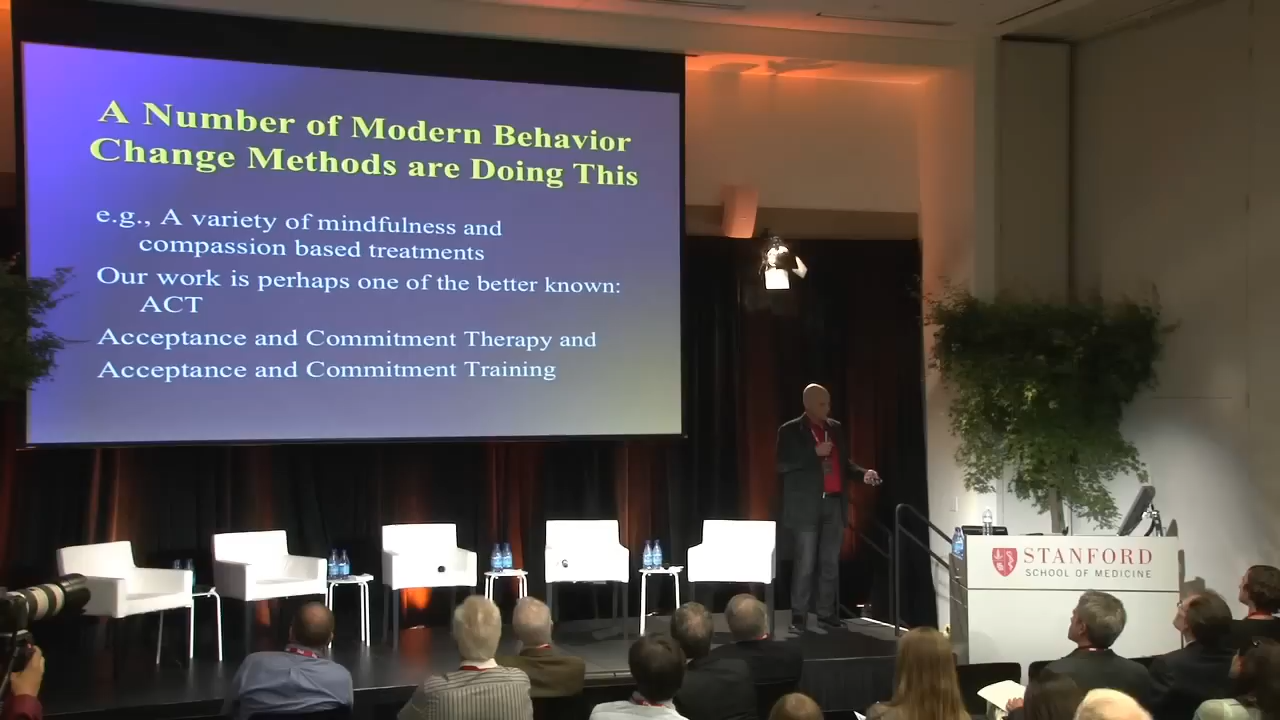 A Number of Modern Behavior
Change Methods are Doing This
e.g., A variety of mindfulness and
compassion based treatments
Our work is perhaps one of the better known:
ACT
Acceptance and Commitment Therapy and
Acceptance and Commitment Training
STANFORD
SCHOOL OF MEDICINE